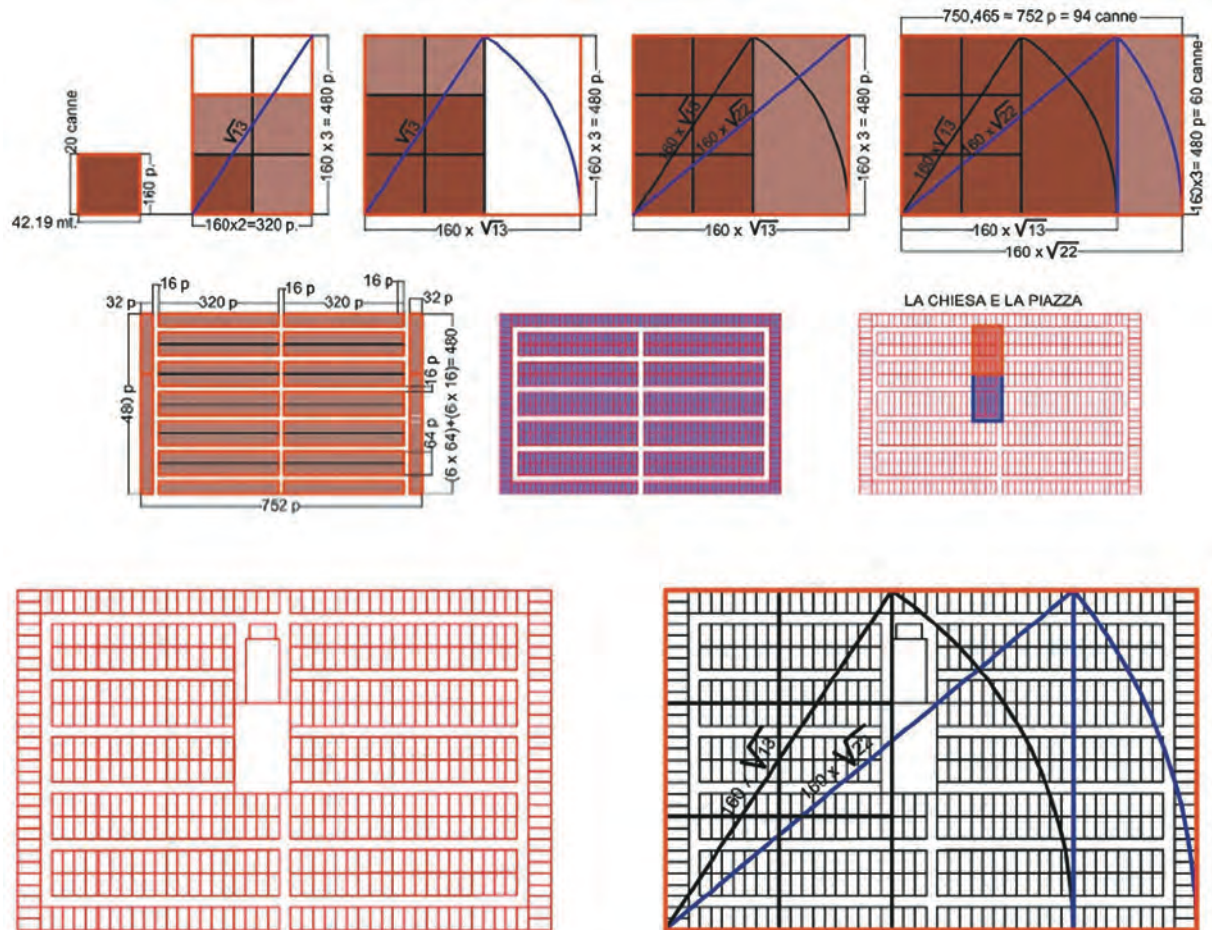 20 canne
160 p.
42.19 mt.
√13
160x2=320 p.
160 x 3 = 480 p.
√13
160 x √13
160 x 3 = 480 p.
160 x √13
160 x √22
160 x √13
160 x 3 = 480 p.
750,465 = 752 p = 94 canne
160 x √13
160 x √22
160 x √13
160 x √22
160x3= 480 p= 60 canne
16 p
16 p
16 p
32 p
320 p
320 p
32 p
480 p
16 p
64 p
(6 x 64)+(6 x 16)= 480
752 p
LA CHIESA E LA PIAZZA
160 x √13
160 x √22